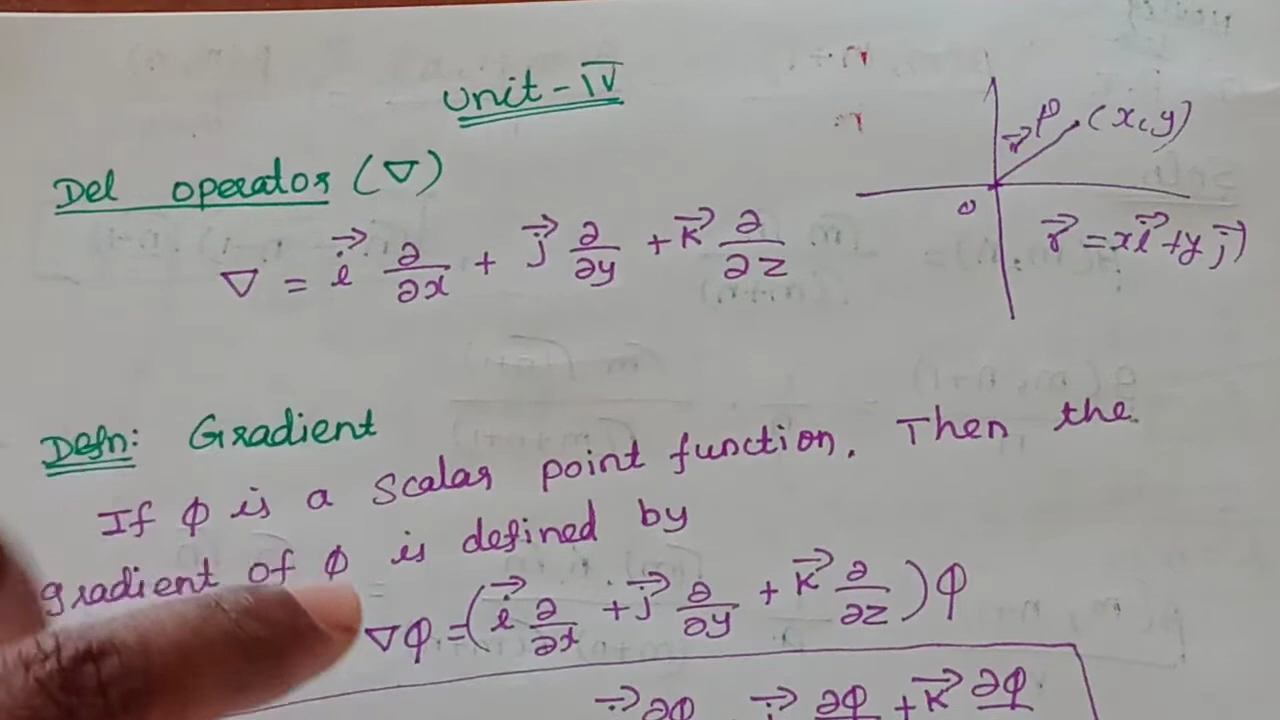 Unit - IV
Del operator (∇)
∇ = i⃗ ∂/∂x + j⃗ ∂/∂y + k⃗ ∂/∂z
P (x, y)
r⃗
0
r⃗ = xi⃗ + yj⃗
Defn: Gradient
If φ is a scalar point function. Then the
gradient of φ is defined by
∇φ = (i⃗ ∂/∂x + j⃗ ∂/∂y + k⃗ ∂/∂z) φ
i⃗ ∂φ j⃗ ∂φ + k⃗ ∂φ